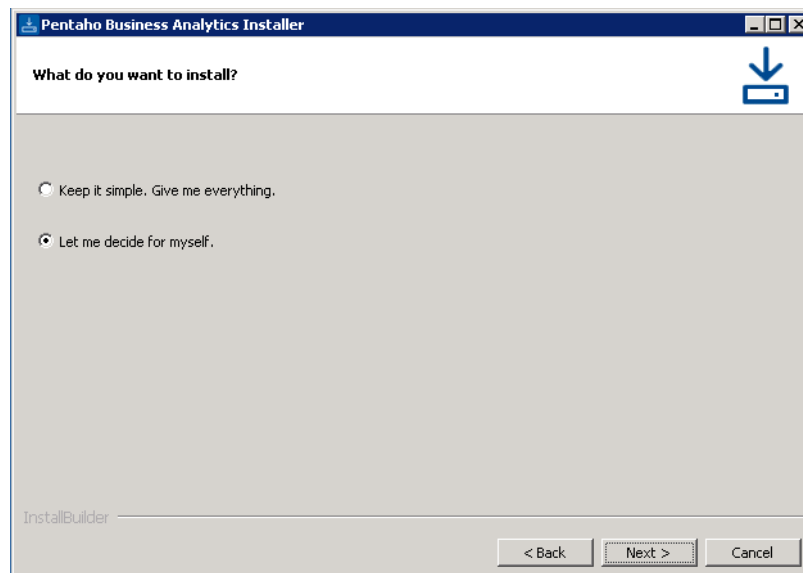 Pentaho Business Analytics Installer
What do you want to install?
Keep it simple. Give me everything.
Let me decide for myself.
InstallBuilder
< Back
Next >
Cancel